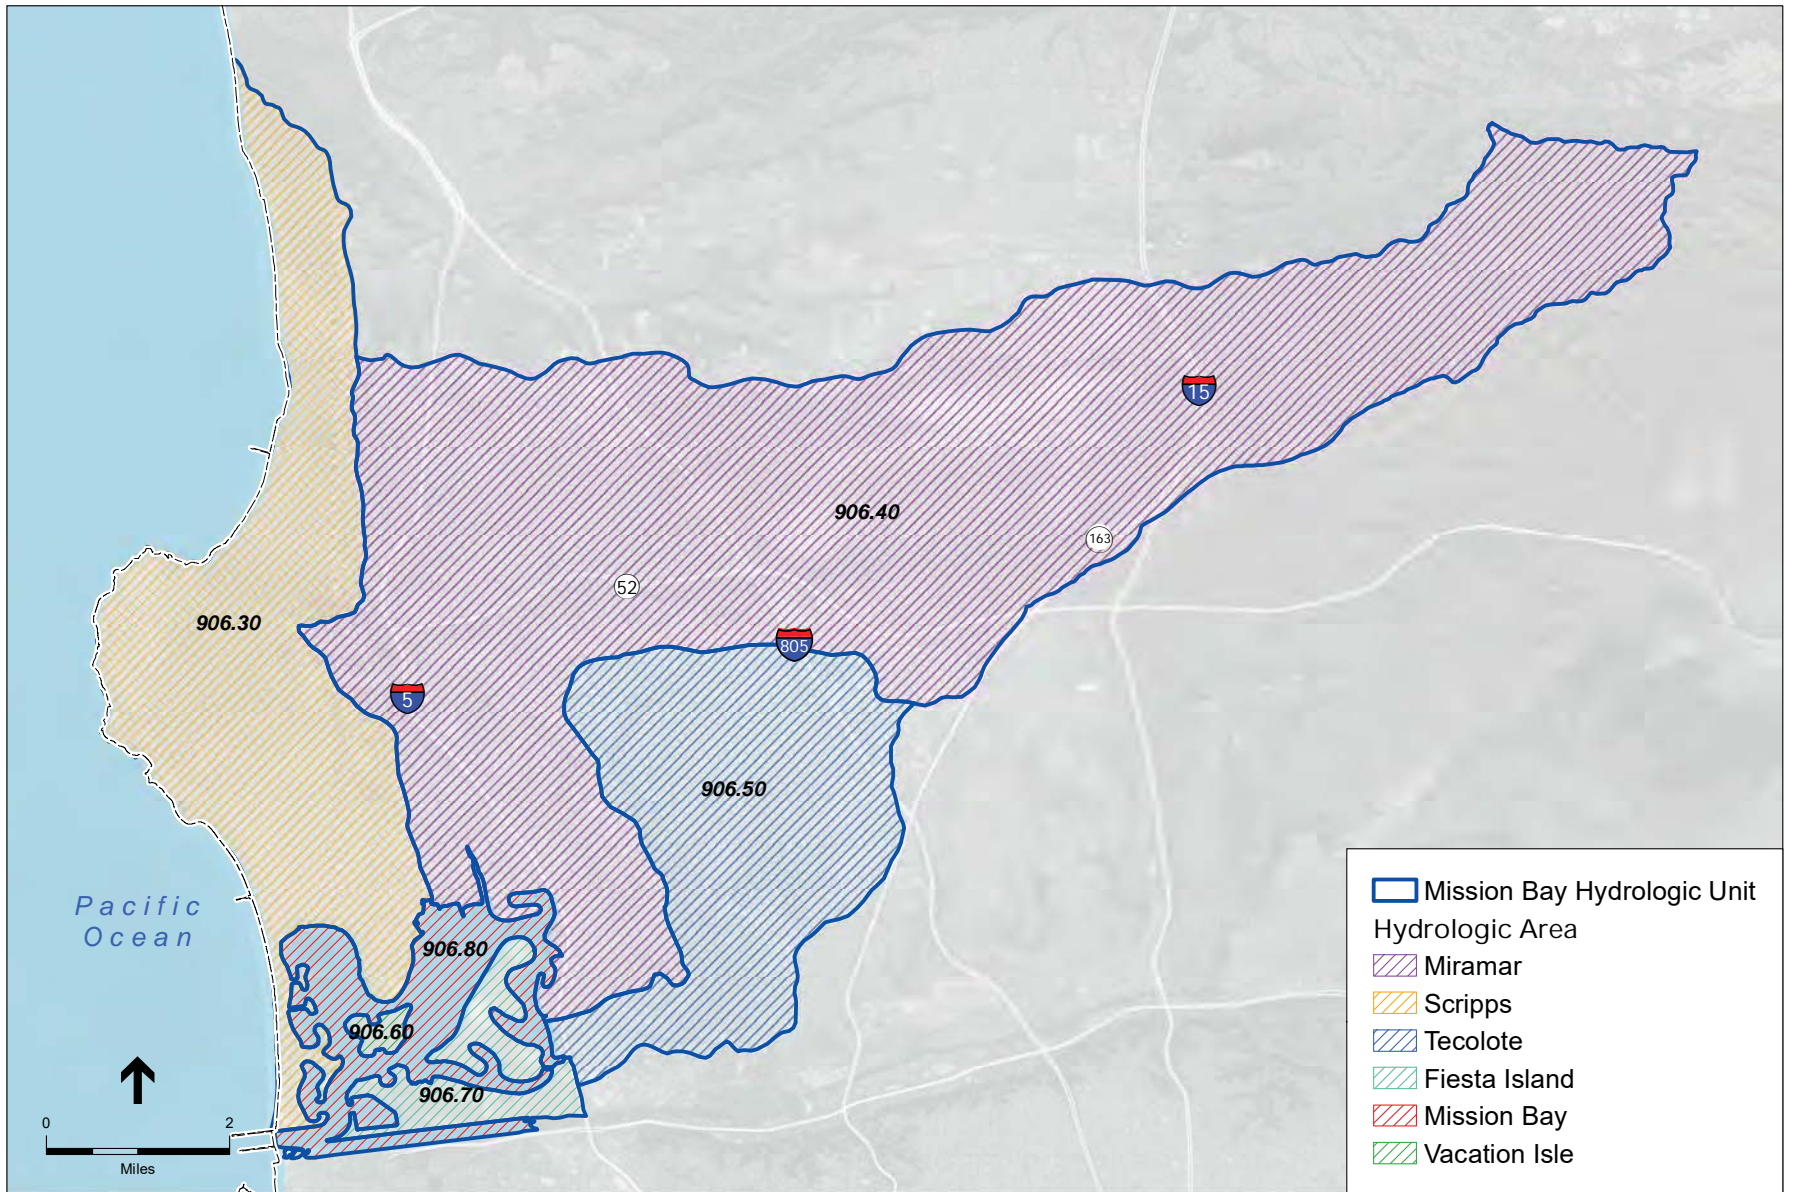 15
906.40
163
52
906.30
805
5
906.50
Pacific
Ocean
906.80
906.60
906.70
0 2
Miles
Mission Bay Hydrologic Unit
Hydrologic Area
Miramar
Scripps
Tecolote
Fiesta Island
Mission Bay
Vacation Isle